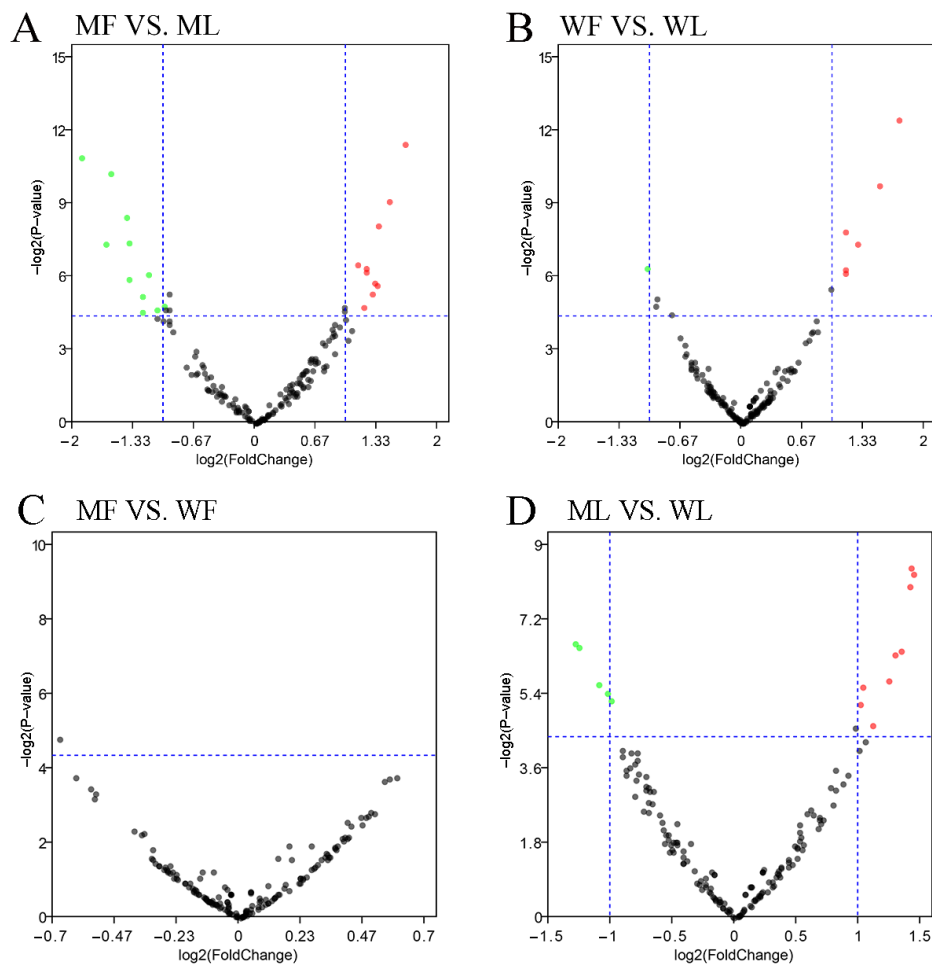 A MF VS. ML
15
12
9
6
3
0
−log2(P−value)
−2 −1.33 −0.67 0 0.67 1.33 2
log2(FoldChange)
B WF VS. WL
15
12
9
6
3
0
−log2(P−value)
−2 −1.33 −0.67 0 0.67 1.33 2
log2(FoldChange)
C MF VS. WF
10
8
6
4
2
0
−log2(P−value)
−0.7 −0.47 −0.23 0 0.23 0.47 0.7
log2(FoldChange)
D ML VS. WL
9
7.2
5.4
3.6
1.8
0
−log2(P−value)
−1.5 −1 −0.5 0 0.5 1 1.5
log2(FoldChange)